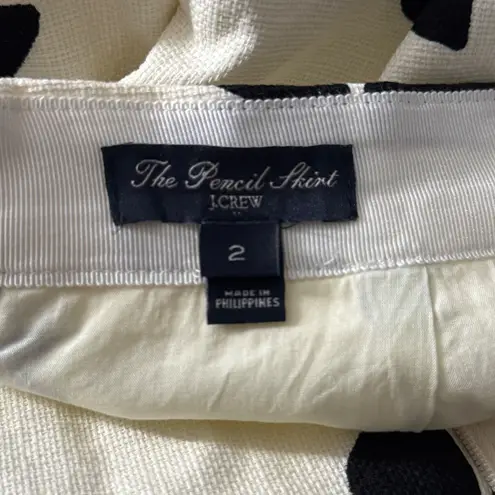 The Pencil Skirt
J.CREW
2
MADE IN
PHILIPPINES